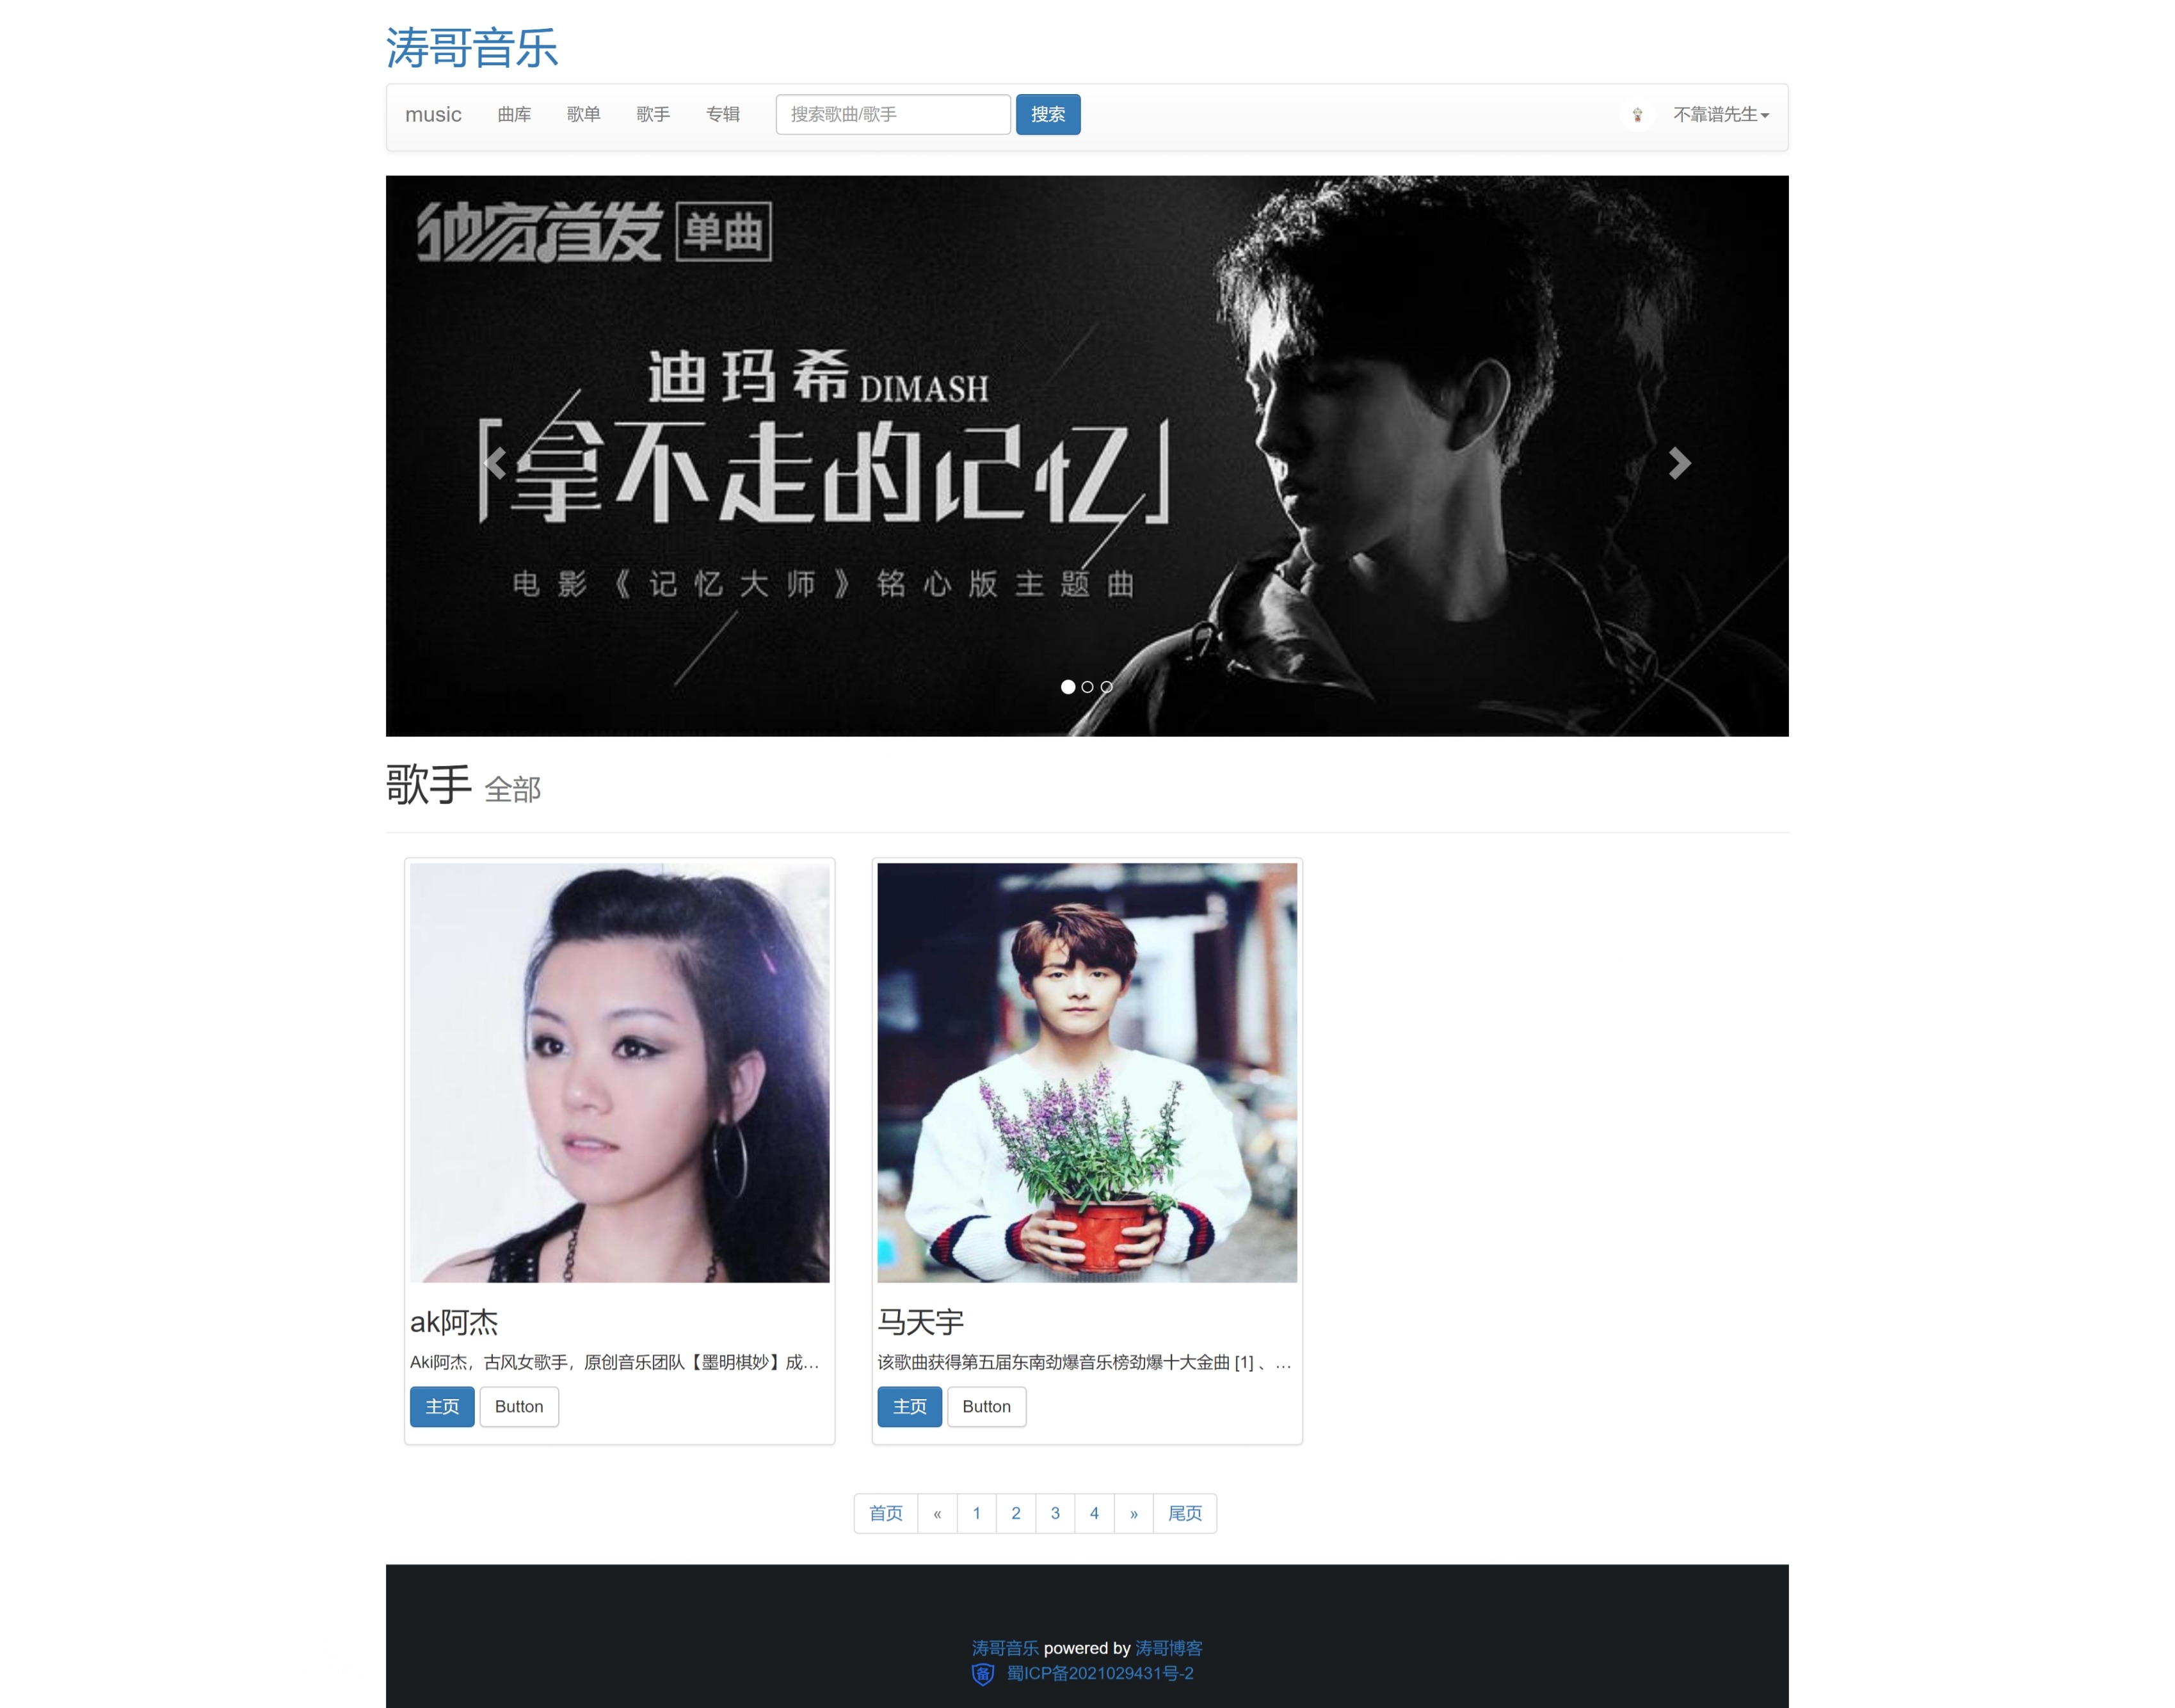 涛哥音乐
music 曲库 歌单 歌手 专辑 搜索歌曲/歌手 搜索 不靠谱先生
独家首发 单曲
迪玛希 DIMASH
「拿不走的记忆」
电影《记忆大师》铭心版主题曲
歌手 全部
ak阿杰
Aki阿杰，古风女歌手，原创音乐团队【墨明棋妙】成…
主页 Button
马天宇
该歌曲获得第五届东南劲爆音乐榜劲爆十大金曲 [1] 、…
主页 Button
首页 « 1 2 3 4 » 尾页
涛哥音乐 powered by 涛哥博客
备 蜀ICP备2021029431号-2